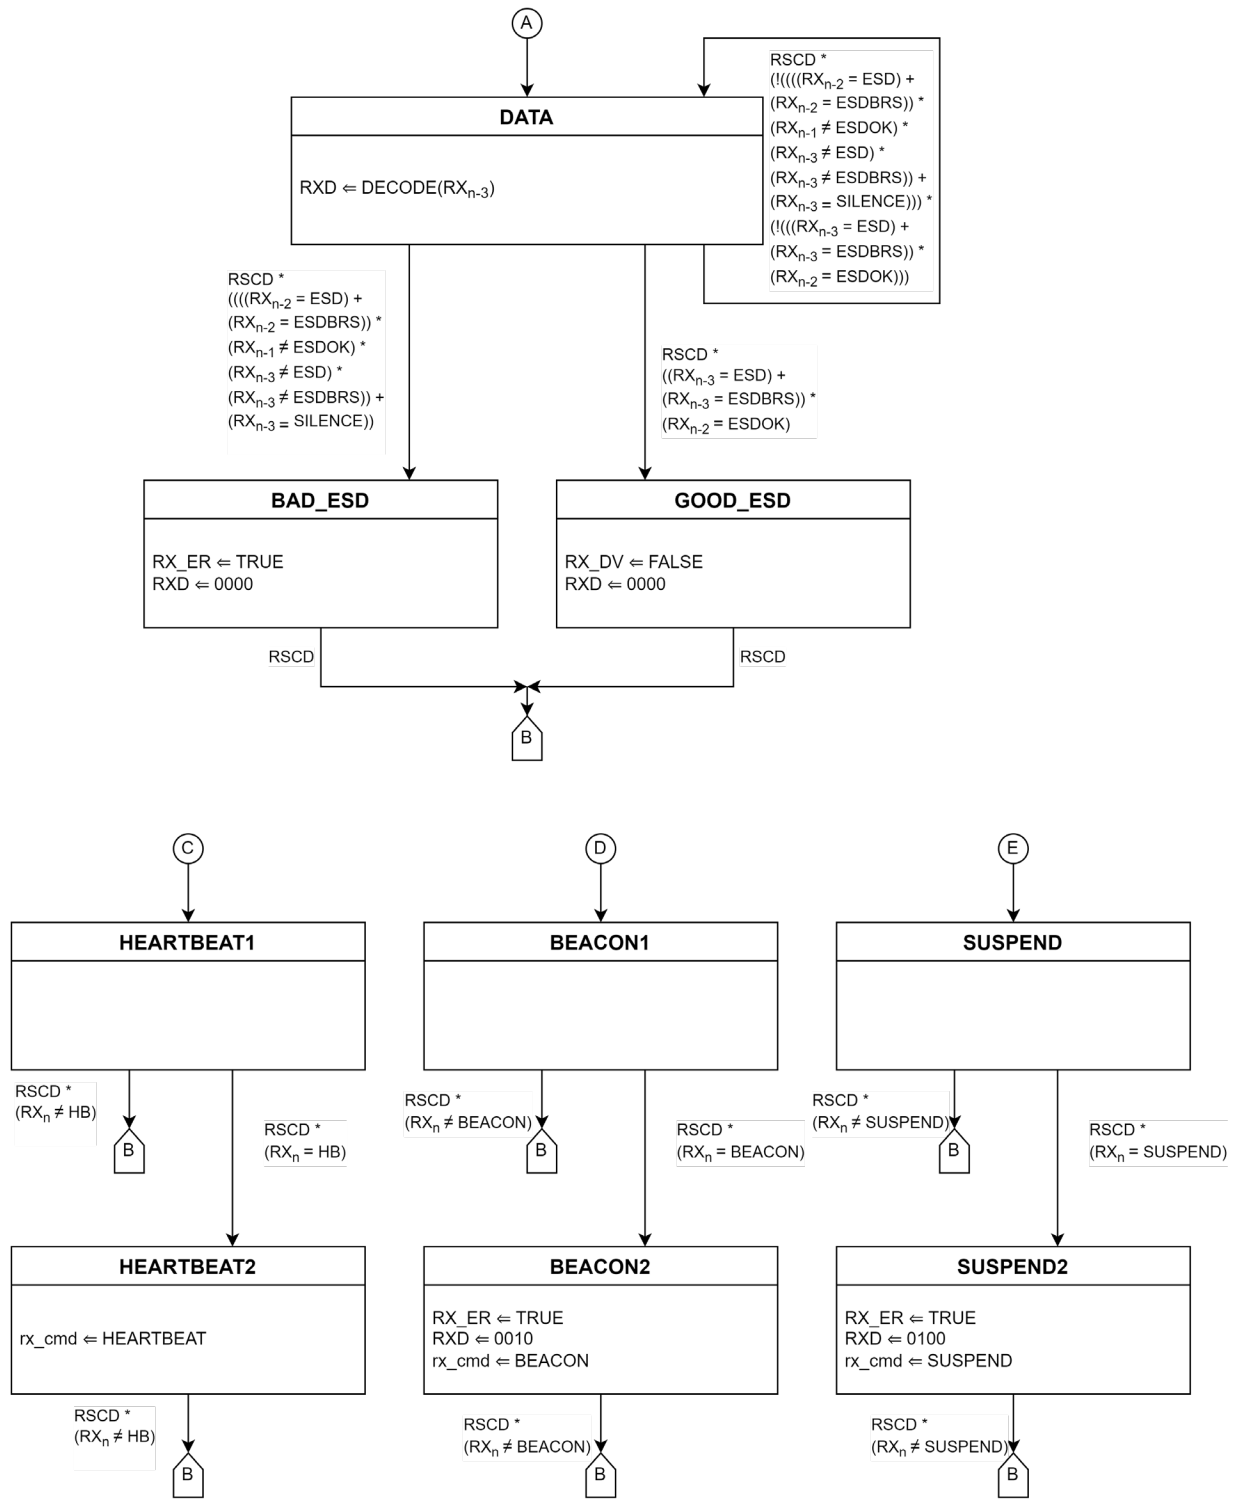 A
DATA
RXD ⇐ DECODE(RXn-3)
RSCD *
(!((((RXn-2 = ESD) +
(RXn-2 = ESDBRS)) *
(RXn-1 ≠ ESDOK) *
(RXn-3 ≠ ESD) *
(RXn-3 ≠ ESDBRS)) +
(RXn-3 = SILENCE))) *
(!(((RXn-3 = ESD) +
(RXn-3 = ESDBRS)) *
(RXn-2 = ESDOK)))
RSCD *
((((RXn-2 = ESD) +
(RXn-2 = ESDBRS)) *
(RXn-1 ≠ ESDOK) *
(RXn-3 ≠ ESD) *
(RXn-3 ≠ ESDBRS)) +
(RXn-3 = SILENCE))
RSCD *
((RXn-3 = ESD) +
(RXn-3 = ESDBRS)) *
(RXn-2 = ESDOK)
BAD_ESD
RX_ER ⇐ TRUE
RXD ⇐ 0000
GOOD_ESD
RX_DV ⇐ FALSE
RXD ⇐ 0000
RSCD
RSCD
B
C
HEARTBEAT1
RSCD *
(RXn ≠ HB)
B
RSCD *
(RXn = HB)
HEARTBEAT2
rx_cmd ⇐ HEARTBEAT
RSCD *
(RXn ≠ HB)
B
D
BEACON1
RSCD *
(RXn ≠ BEACON)
B
RSCD *
(RXn = BEACON)
BEACON2
RX_ER ⇐ TRUE
RXD ⇐ 0010
rx_cmd ⇐ BEACON
RSCD *
(RXn ≠ BEACON)
B
E
SUSPEND
RSCD *
(RXn ≠ SUSPEND)
B
RSCD *
(RXn = SUSPEND)
SUSPEND2
RX_ER ⇐ TRUE
RXD ⇐ 0100
rx_cmd ⇐ SUSPEND
RSCD *
(RXn ≠ SUSPEND)
B